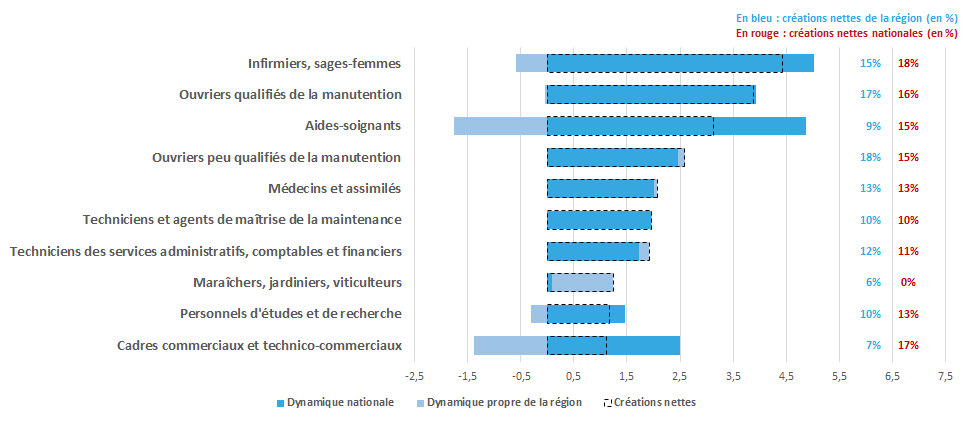 En bleu : créations nettes de la région (en %)
En rouge : créations nettes nationales (en %)
Infirmiers, sages-femmes 15% 18%
Ouvriers qualifiés de la manutention 17% 16%
Aides-soignants 9% 15%
Ouvriers peu qualifiés de la manutention 18% 15%
Médecins et assimilés 13% 13%
Techniciens et agents de maîtrise de la maintenance 10% 10%
Techniciens des services administratifs, comptables et financiers 12% 11%
Maraîchers, jardiniers, viticulteurs 6% 0%
Personnels d'études et de recherche 10% 13%
Cadres commerciaux et technico-commerciaux 7% 17%
-2,5 -1,5 -0,5 0,5 1,5 2,5 3,5 4,5 5,5 6,5 7,5
Dynamique nationale Dynamique propre de la région Créations nettes